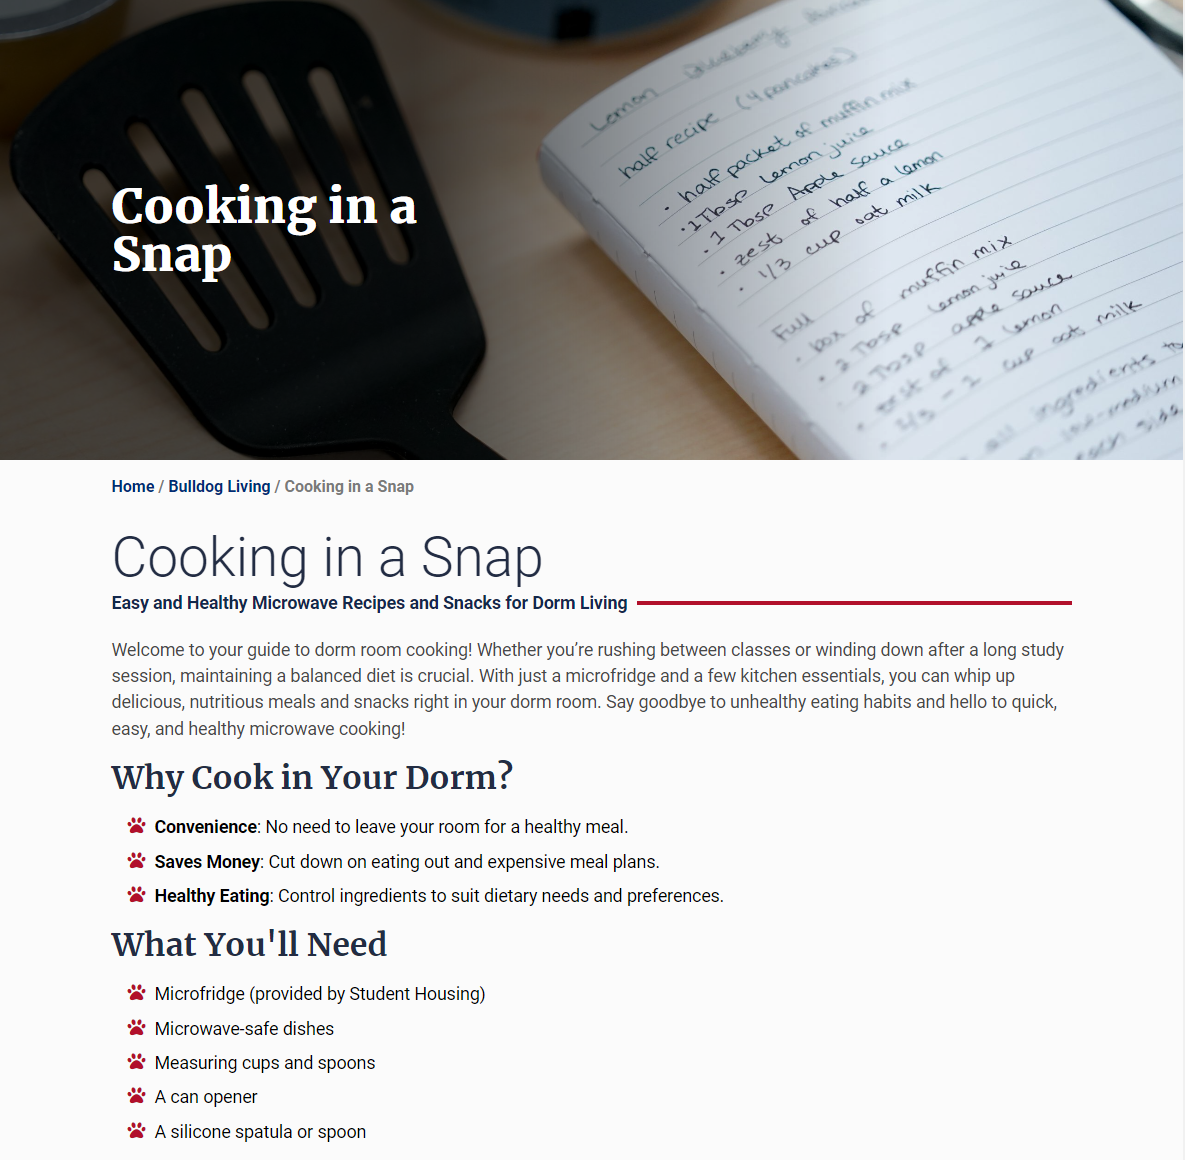 Lemon
half recipe (4 pancakes)
• half packet of muffin mix
• 1 Tbsp Lemon juice
• 1 Tbsp Apple sauce
• zest of half a lemon
• 1/3 cup oat milk
Full
• box of muffin mix
• 2 Tbsp lemon juice
• 2 Tbsp apple sauce
• zest of 1 lemon
• 2/3 - 1 cup oat milk
all ingredients to
low-medium
each side
Cooking in a
Snap
Home / Bulldog Living / Cooking in a Snap
Cooking in a Snap
Easy and Healthy Microwave Recipes and Snacks for Dorm Living
Welcome to your guide to dorm room cooking! Whether you’re rushing between classes or winding down after a long study
session, maintaining a balanced diet is crucial. With just a microfridge and a few kitchen essentials, you can whip up
delicious, nutritious meals and snacks right in your dorm room. Say goodbye to unhealthy eating habits and hello to quick,
easy, and healthy microwave cooking!
Why Cook in Your Dorm?
Convenience: No need to leave your room for a healthy meal.
Saves Money: Cut down on eating out and expensive meal plans.
Healthy Eating: Control ingredients to suit dietary needs and preferences.
What You'll Need
Microfridge (provided by Student Housing)
Microwave-safe dishes
Measuring cups and spoons
A can opener
A silicone spatula or spoon